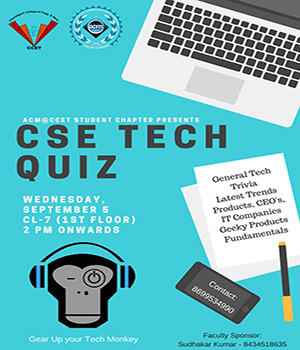 CCET
acm
ACM@CCET STUDENT CHAPTER PRESENTS
CSE TECH
QUIZ
WEDNESDAY,
SEPTEMBER 5
CL-7 (1ST FLOOR)
2 PM ONWARDS
General Tech
Trivia
Latest Trends
Products, CEO's,
IT Companies
Geeky Products
Fundamentals
Contact:
8699534990
Gear Up your Tech Monkey
Faculty Sponsor:
Sudhakar Kumar - 8434518635